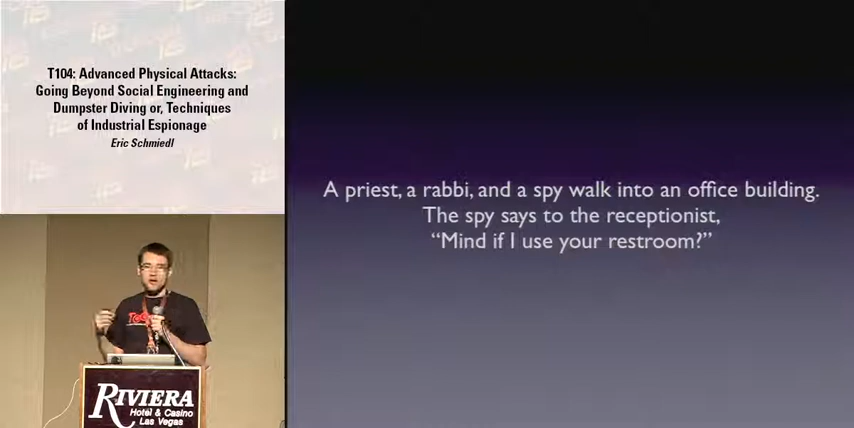 T104: Advanced Physical Attacks:
Going Beyond Social Engineering and
Dumpster Diving or, Techniques
of Industrial Espionage
Eric Schmiedl
A priest, a rabbi, and a spy walk into an office building.
The spy says to the receptionist,
“Mind if I use your restroom?”
RIVIERA
Hotel & Casino
Las Vegas